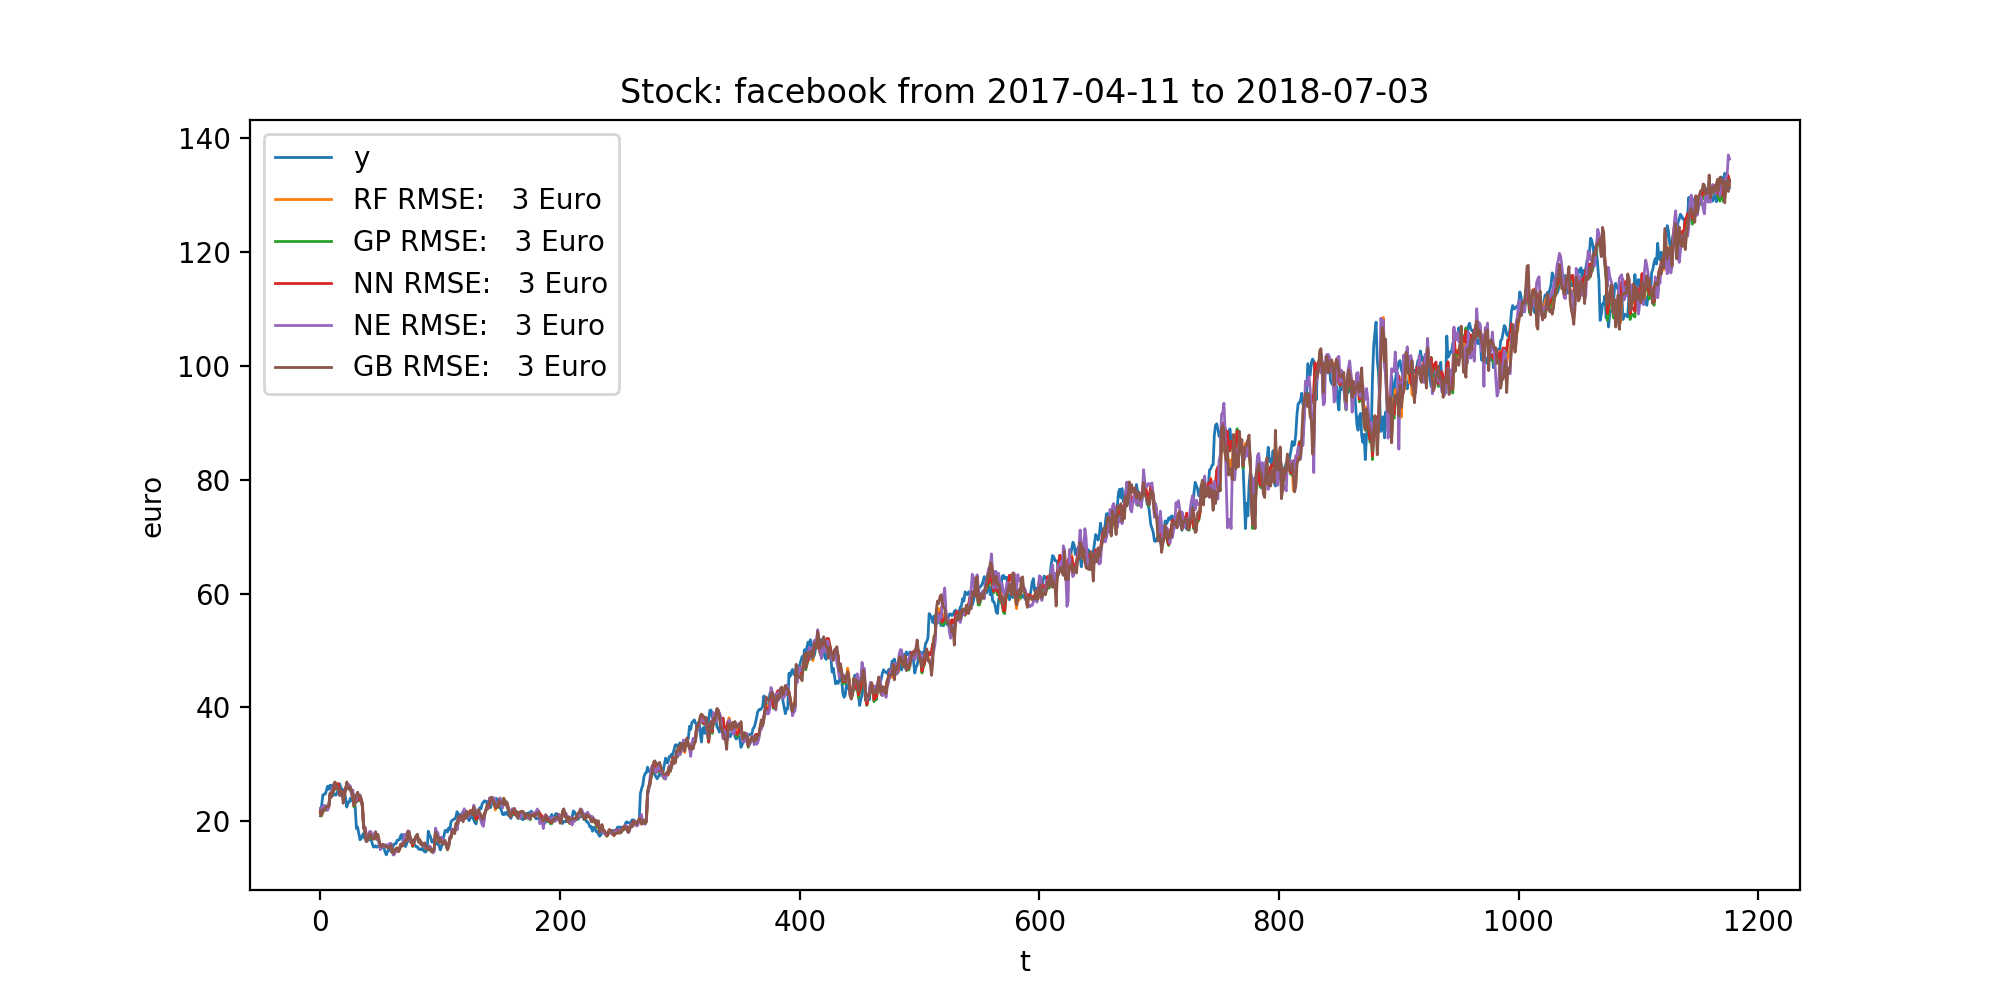 Stock: facebook from 2017-04-11 to 2018-07-03
y
RF RMSE: 3 Euro
GP RMSE: 3 Euro
NN RMSE: 3 Euro
NE RMSE: 3 Euro
GB RMSE: 3 Euro
140
120
100
80
60
40
20
euro
0 200 400 600 800 1000 1200
t